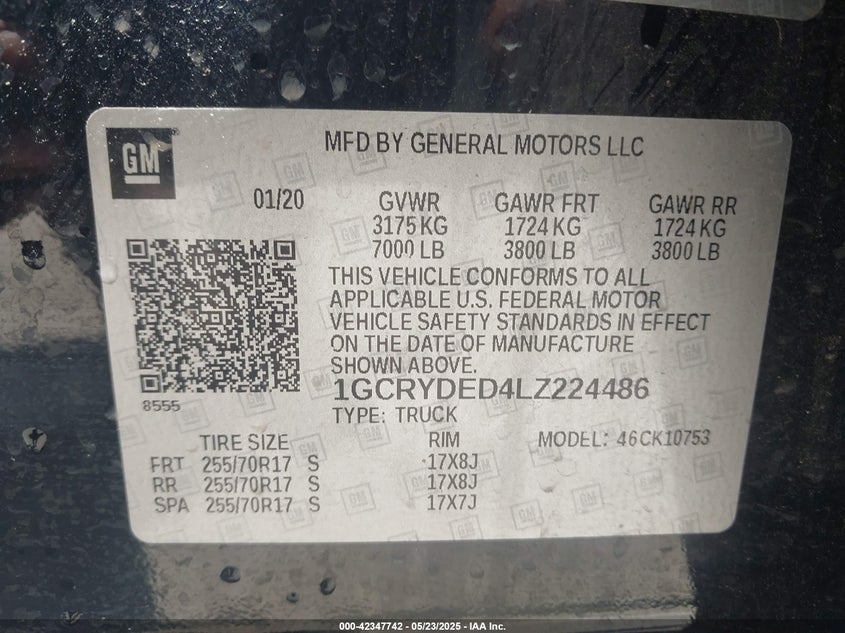 GM
MFD BY GENERAL MOTORS LLC
01/20 GVWR GAWR FRT GAWR RR
3175 KG 1724 KG 1724 KG
7000 LB 3800 LB 3800 LB
THIS VEHICLE CONFORMS TO ALL
APPLICABLE U.S. FEDERAL MOTOR
VEHICLE SAFETY STANDARDS IN EFFECT
ON THE DATE OF MANUFACTURE
SHOWN ABOVE.
1GCRYDED4LZ224486
8555
TYPE: TRUCK
TIRE SIZE RIM MODEL: 46CK10753
FRT 255/70R17 S 17X8J
RR 255/70R17 S 17X8J
SPA 255/70R17 S 17X7J
000-42347742 - 05/23/2025 - IAA Inc.